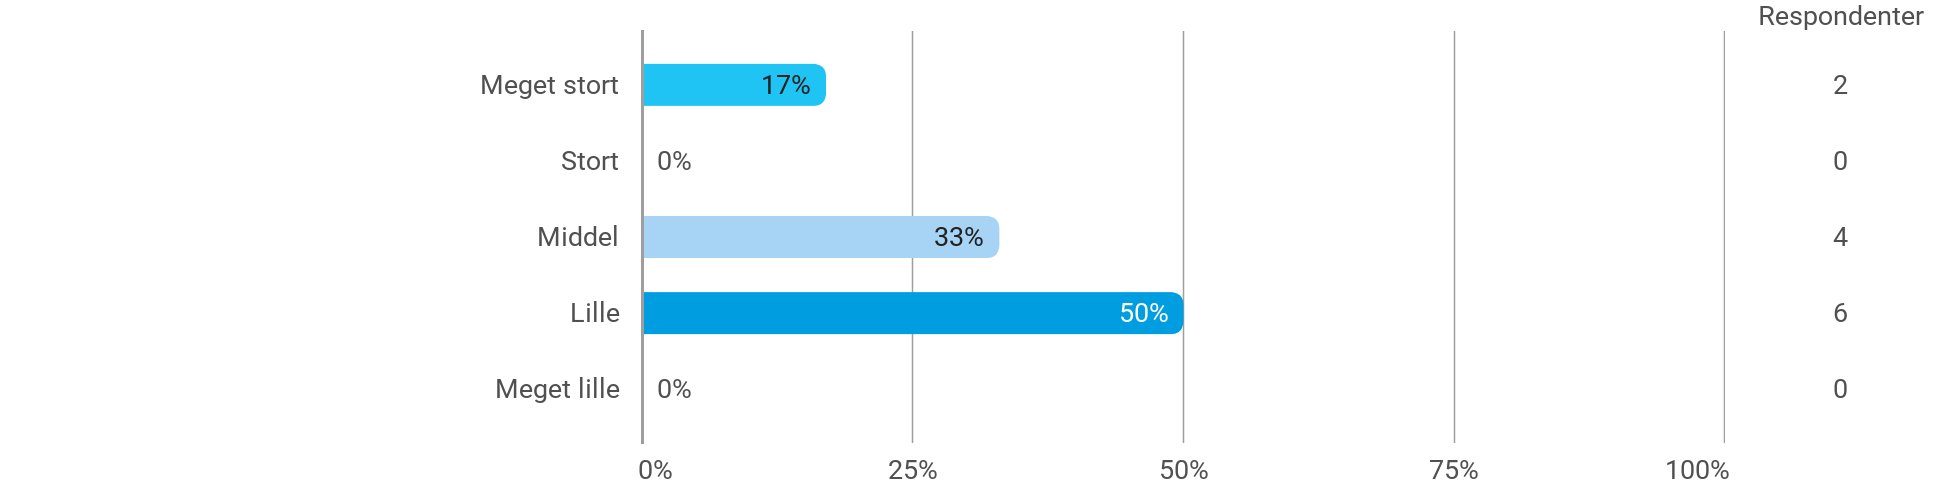 Respondenter
Meget stort 17% 2
Stort 0% 0
Middel 33% 4
Lille 50% 6
Meget lille 0% 0
0% 25% 50% 75% 100%